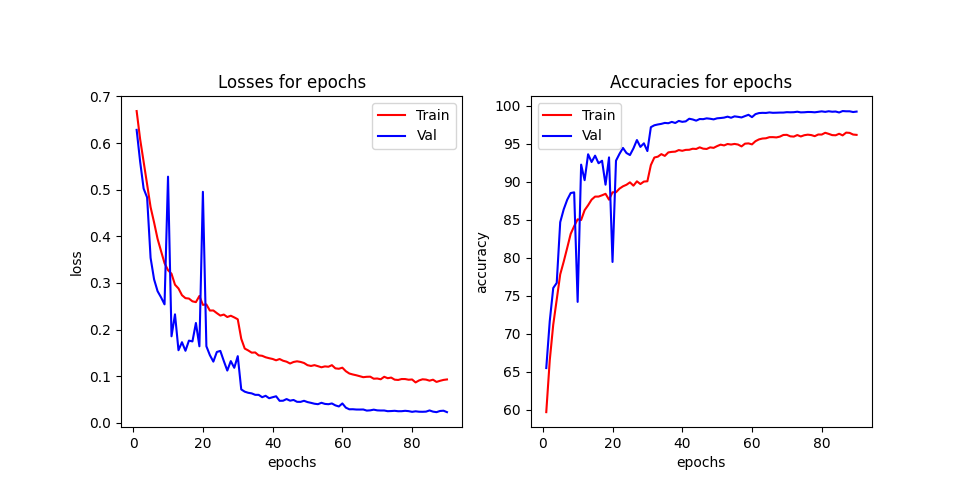 Losses for epochs
0.7
0.6
0.5
0.4
0.3
0.2
0.1
0.0
loss
0
20
40
60
80
epochs
Train
Val
Accuracies for epochs
100
95
90
85
80
75
70
65
60
accuracy
0
20
40
60
80
epochs
Train
Val